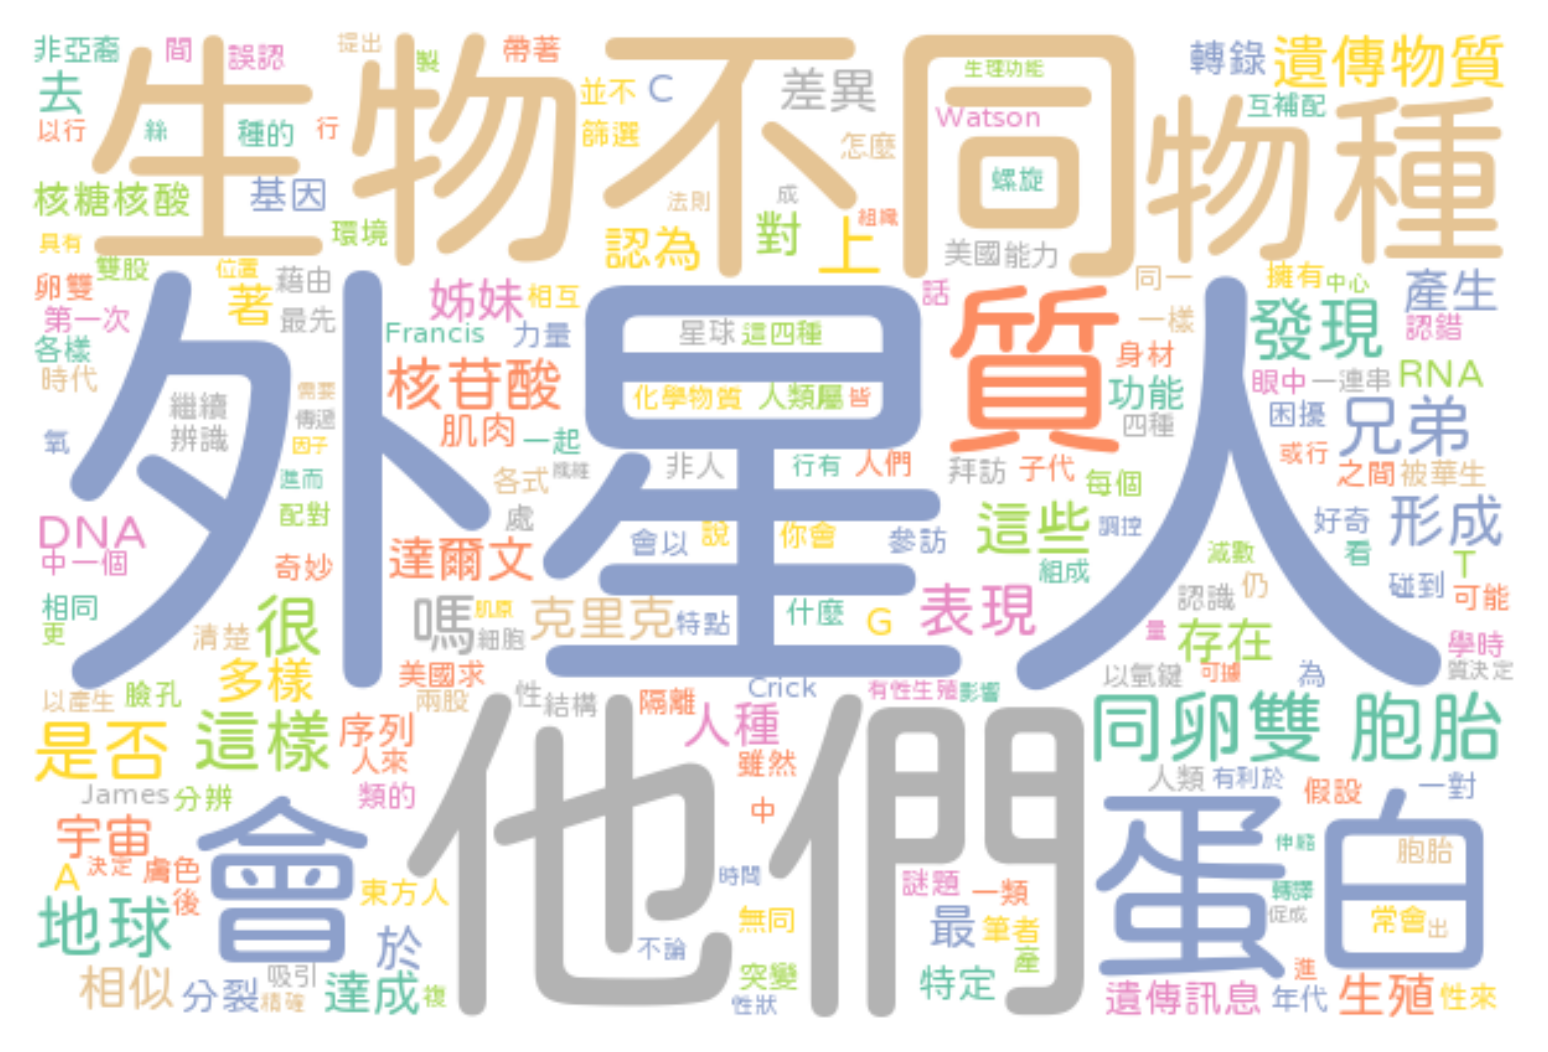 非亞裔 間 誤認 提出 製 帶著
生物不同物種
轉錄 遺傳物質
去 並不 C 差異 生理功能
以行 絲 種的 行 篩選 怎麼 Watson 互補配
核糖核酸 基因 法則 成 螺旋
具有 環境 認為 對 上 組織 美國能力
卵雙 雙股 位置 藉由 同一 擁有 中心 產生
第一次 著 最先 姊妹 相互 話 一樣 發現 認錯
外星人
質
各樣 Francis 力量 星球 這四種 身材
時代 繼續 需要 核苷酸 化學物質 人類屬 皆 功能 眼中 一連串 RNA
辨識 傳遞 肌肉 一起 四種 困擾 兄弟
氧 因子 非人 行有 人們 或行
進而 各式 纖維 拜訪 子代 每個 之間 被華生
DNA 配對 處 會以 說 你會 參訪 這些 調控 好奇 形成
中一個 奇妙 達爾文 組成 減數 看 T
相同 很 嗎 肌原 克里克 特點 什麼 G 表現 認識 仍 碰到 可能
更 清楚 細胞 量 存在 學時
多樣 美國求 以氫鍵 可據 為 質決定
以產生 臉孔 兩股 性 結構 隔離 Crick 有性生殖 影響
是否 這樣 序列 人種 同卵雙 胞胎
人來 雖然 人類 有利於 一對
James 分辨 類的 假設
他們
宇宙 會 中 蛋白
A 決定 膚色 東方人 時間 謎題 一類 伸縮 胞胎
地球 後 於 無同 最 筆者 轉譯 常會 出
不論 產 促成
相似 分裂 吸引 達成 複 突變 特定 進 生殖 性來
精確 性狀 遺傳訊息 年代